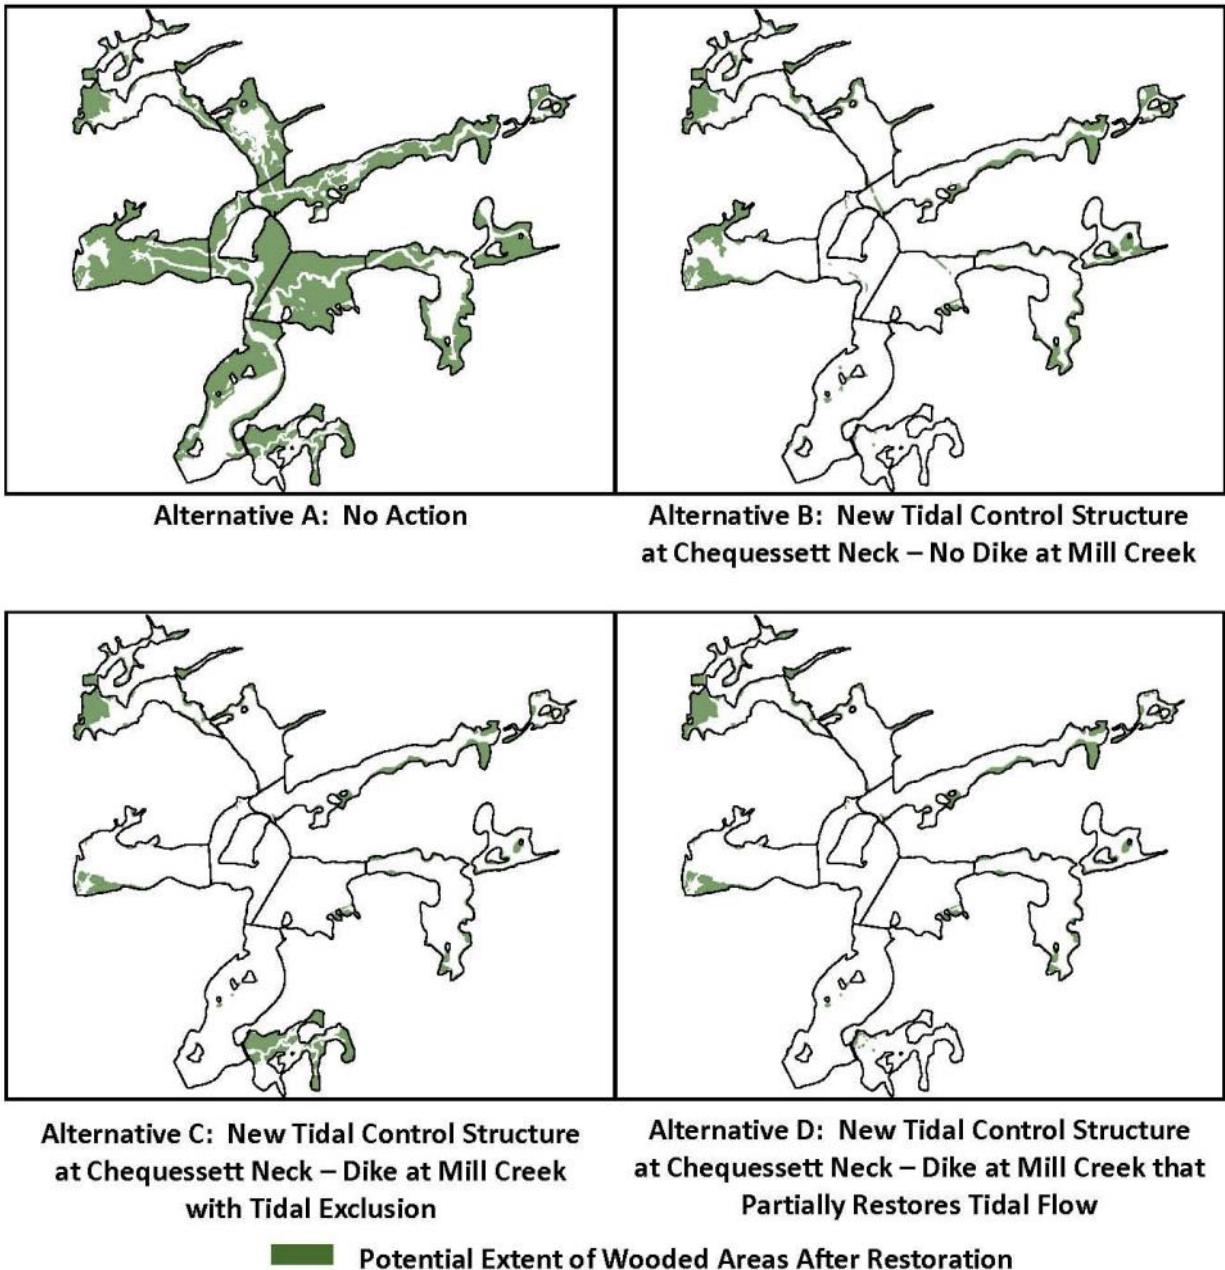 Alternative A: No Action
Alternative B: New Tidal Control Structure
at Chequessett Neck – No Dike at Mill Creek
Alternative C: New Tidal Control Structure
at Chequessett Neck – Dike at Mill Creek
with Tidal Exclusion
Alternative D: New Tidal Control Structure
at Chequessett Neck – Dike at Mill Creek that
Partially Restores Tidal Flow
Potential Extent of Wooded Areas After Restoration